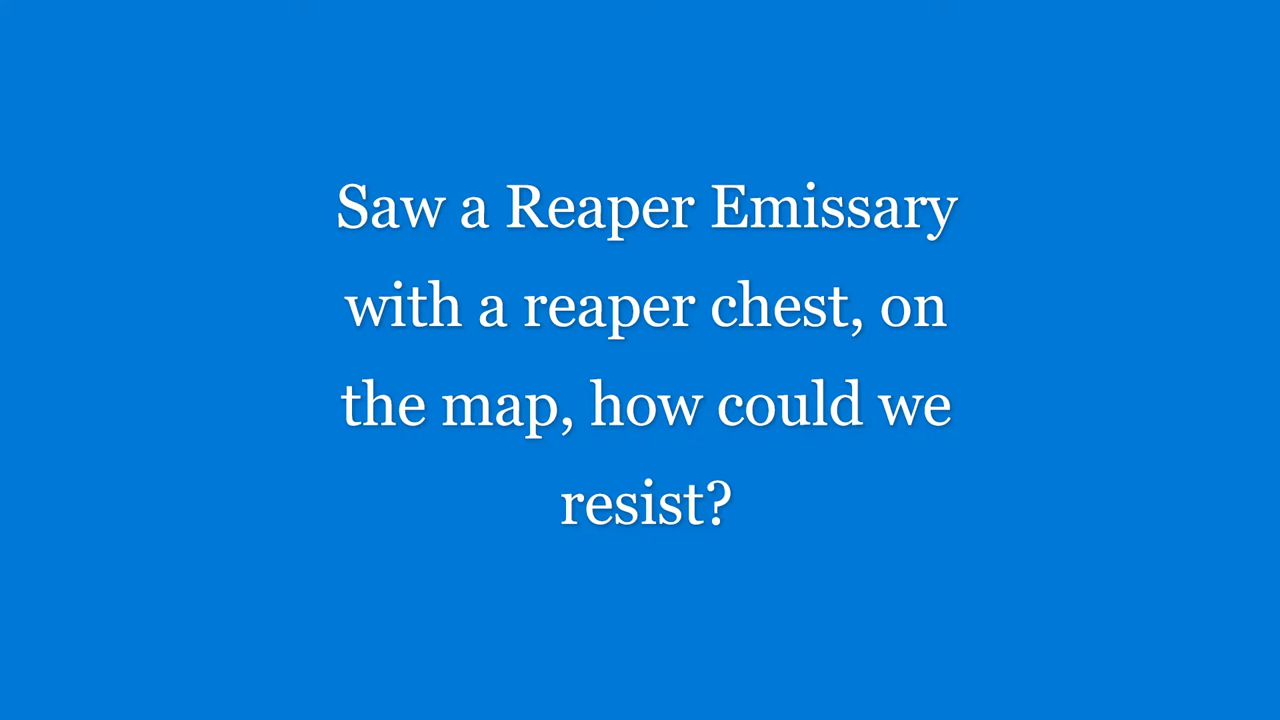 Saw a Reaper Emissary
with a reaper chest, on
the map, how could we
resist?